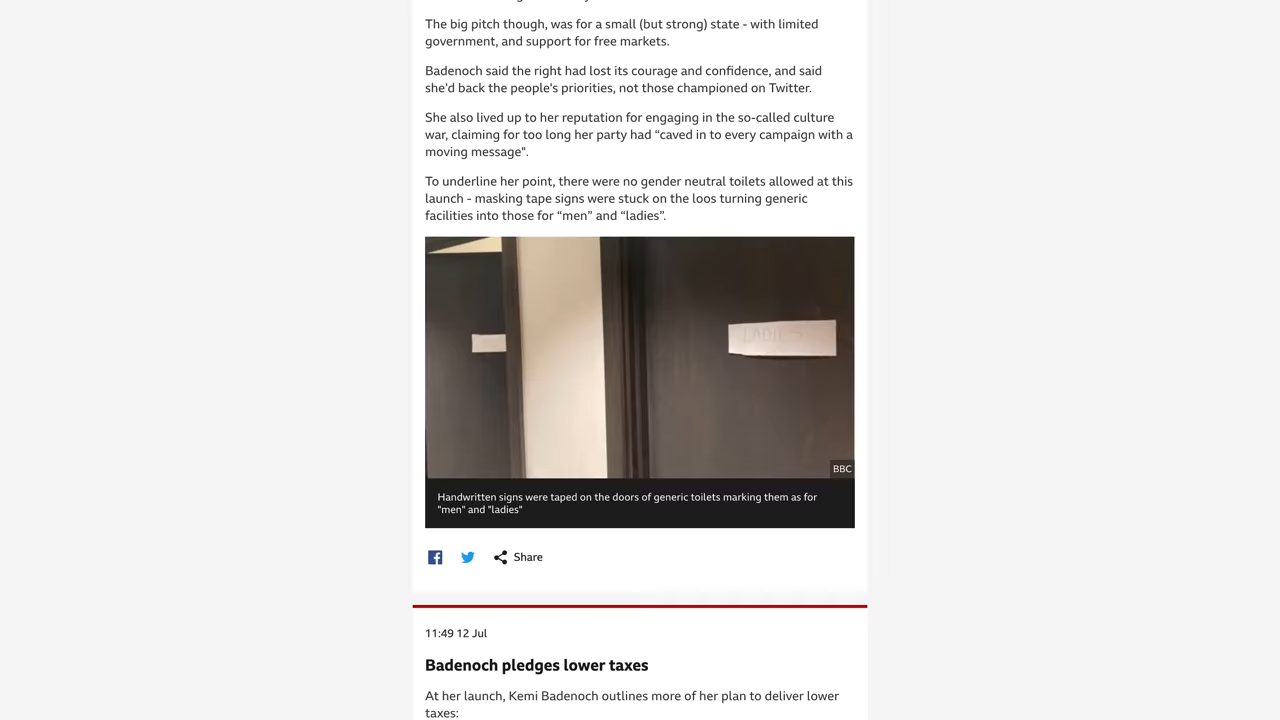 The big pitch though, was for a small (but strong) state - with limited
government, and support for free markets.
Badenoch said the right had lost its courage and confidence, and said
she'd back the people's priorities, not those championed on Twitter.
She also lived up to her reputation for engaging in the so-called culture
war, claiming for too long her party had “caved in to every campaign with a
moving message".
To underline her point, there were no gender neutral toilets allowed at this
launch - masking tape signs were stuck on the loos turning generic
facilities into those for “men” and “ladies”.
LADIES
BBC
Handwritten signs were taped on the doors of generic toilets marking them as for
"men" and "ladies"
Share
11:49 12 Jul
Badenoch pledges lower taxes
At her launch, Kemi Badenoch outlines more of her plan to deliver lower
taxes: